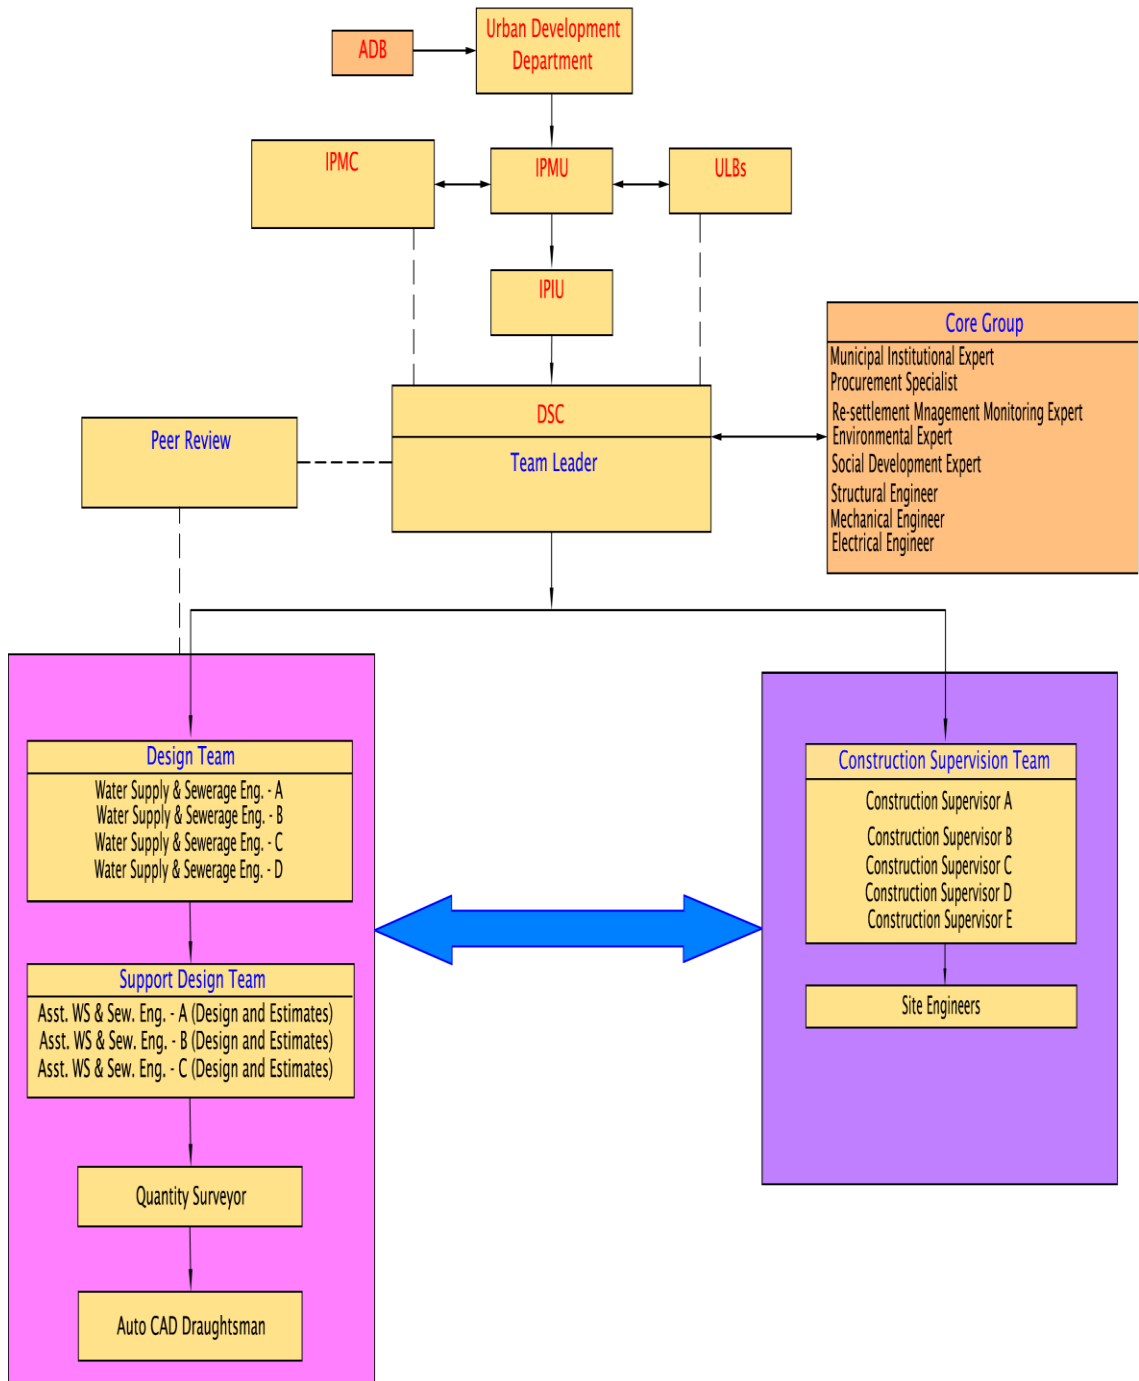 ADB
Urban Development
Department
IPMC
IPMU
ULBs
IPIU
Core Group
Municipal Institutional Expert
Procurement Specialist
Re-settlement Mnagement Monitoring Expert
Environmental Expert
Social Development Expert
Structural Engineer
Mechanical Engineer
Electrical Engineer
DSC
Team Leader
Peer Review
Design Team
Water Supply & Sewerage Eng. - A
Water Supply & Sewerage Eng. - B
Water Supply & Sewerage Eng. - C
Water Supply & Sewerage Eng. - D
Support Design Team
Asst. WS & Sew. Eng. - A (Design and Estimates)
Asst. WS & Sew. Eng. - B (Design and Estimates)
Asst. WS & Sew. Eng. - C (Design and Estimates)
Quantity Surveyor
Auto CAD Draughtsman
Construction Supervision Team
Construction Supervisor A
Construction Supervisor B
Construction Supervisor C
Construction Supervisor D
Construction Supervisor E
Site Engineers